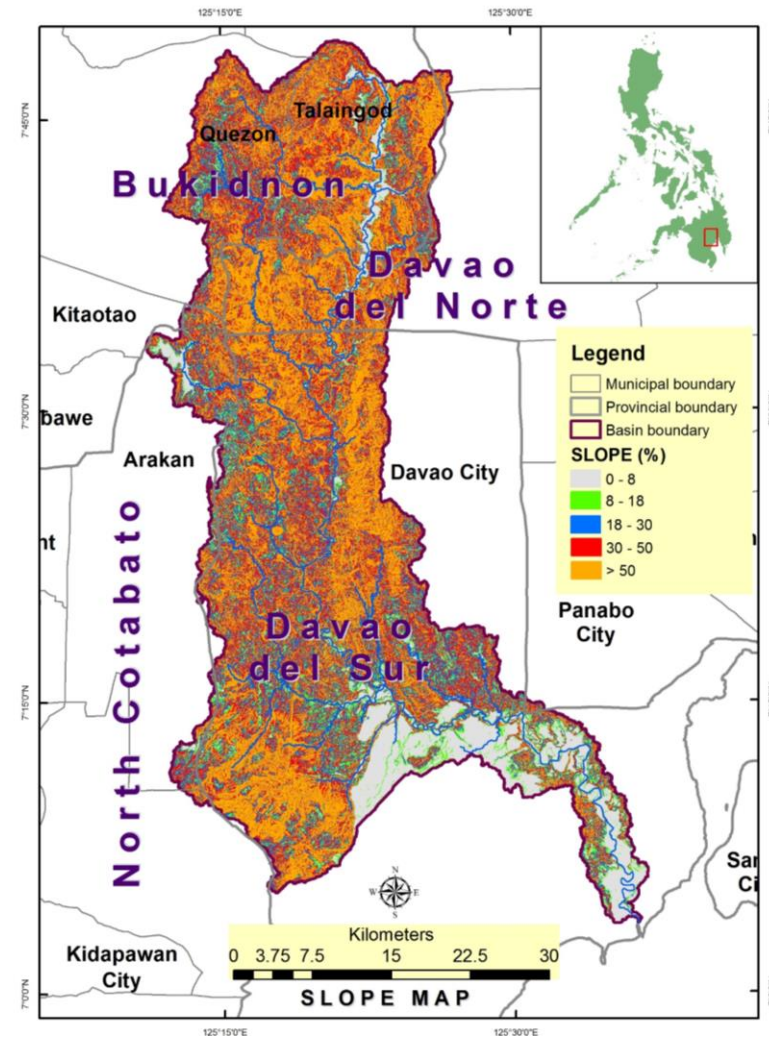 125°15'0"E 125°30'0"E
7°45'0"N
Talaingod
Quezon
Bukidnon
Davao
del Norte
Kitaotao
7°30'0"N
bawe
Arakan
Davao City
nt
North Cotabato
Legend
Municipal boundary
Provincial boundary
Basin boundary
SLOPE (%)
0 - 8
8 - 18
18 - 30
30 - 50
> 50
Panabo
City
Davao
del Sur
7°15'0"N
N
W E
S
Sar
Ci
Kidapawan
City
Kilometers
0 3.75 7.5 15 22.5 30
SLOPE MAP
7°0'0"N
125°15'0"E 125°30'0"E